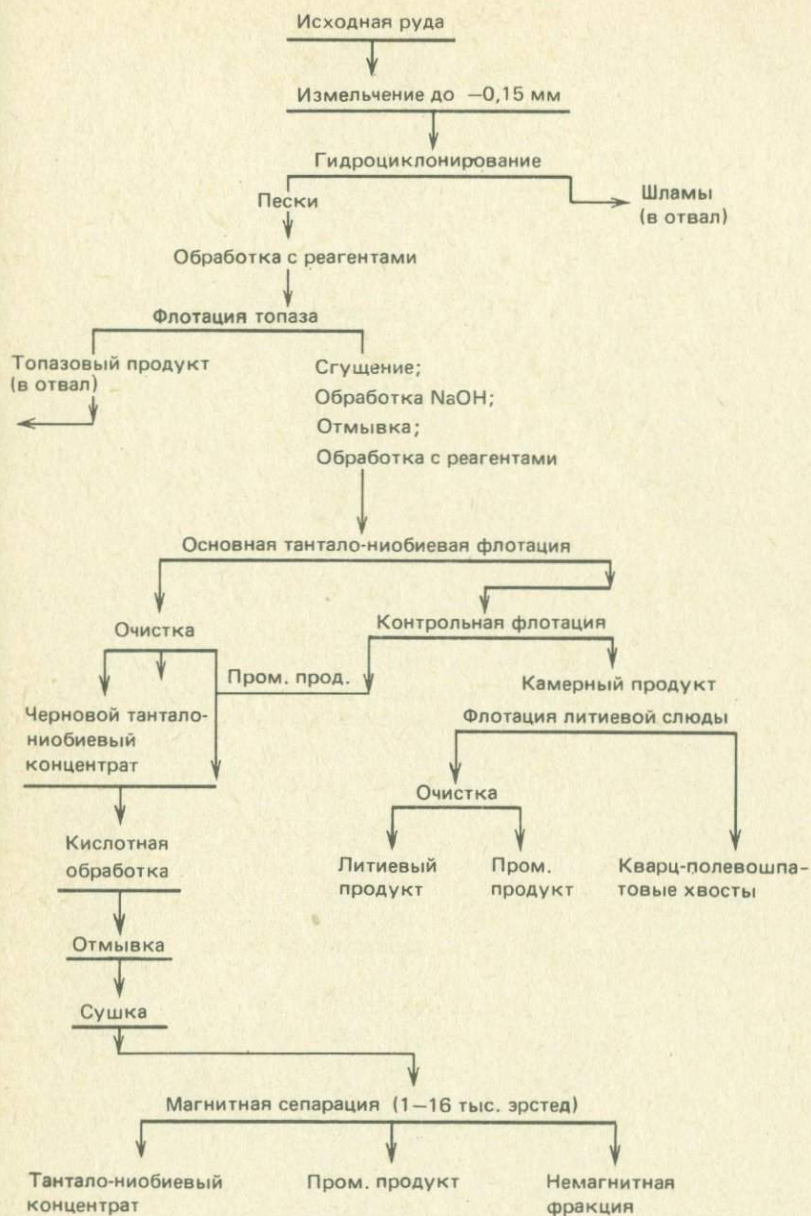 Исходная руда
Измельчение до −0,15 мм
Гидроциклонирование
Пески
Шламы
(в отвал)
Обработка с реагентами
Флотация топаза
Топазовый продукт
(в отвал)
Сгущение;
Обработка NaOH;
Отмывка;
Обработка с реагентами
Основная тантало-ниобиевая флотация
Очистка
Контрольная флотация
Пром. прод.
Камерный продукт
Черновой тантало-
ниобиевый
концентрат
Флотация литиевой слюды
Очистка
Кислотная
обработка
Литиевый
продукт
Пром.
продукт
Кварц-полевошпа-
товые хвосты
Отмывка
Сушка
Магнитная сепарация (1−16 тыс. эрстед)
Тантало-ниобиевый
концентрат
Пром. продукт
Немагнитная
фракция